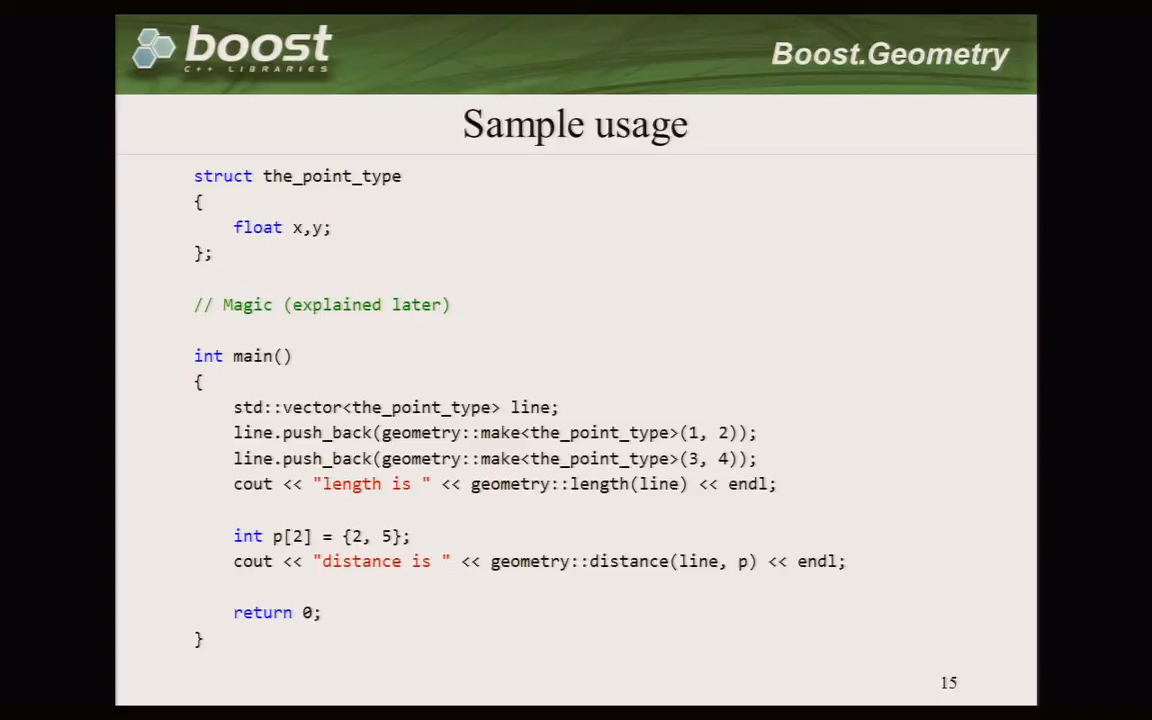 boost
C++ LIBRARIES
Boost.Geometry
Sample usage
struct the_point_type
{
float x,y;
};
// Magic (explained later)
int main()
{
std::vector<the_point_type> line;
line.push_back(geometry::make<the_point_type>(1, 2));
line.push_back(geometry::make<the_point_type>(3, 4));
cout << "length is " << geometry::length(line) << endl;
int p[2] = {2, 5};
cout << "distance is " << geometry::distance(line, p) << endl;
return 0;
}
15